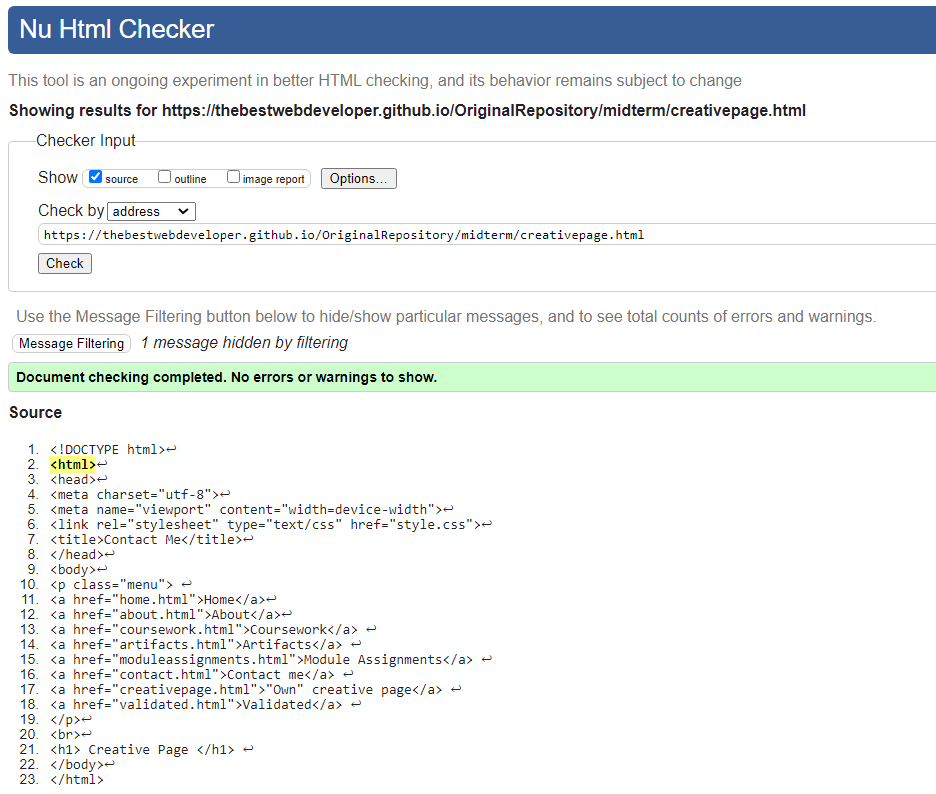 Nu Html Checker
This tool is an ongoing experiment in better HTML checking, and its behavior remains subject to change
Showing results for https://thebestwebdeveloper.github.io/OriginalRepository/midterm/creativepage.html
Checker Input
Show source outline image report Options...
Check by address
https://thebestwebdeveloper.github.io/OriginalRepository/midterm/creativepage.html
Check
Use the Message Filtering button below to hide/show particular messages, and to see total counts of errors and warnings.
Message Filtering 1 message hidden by filtering
Document checking completed. No errors or warnings to show.
Source
1. <!DOCTYPE html>↩
2. <html>↩
3. <head>↩
4. <meta charset="utf-8">↩
5. <meta name="viewport" content="width=device-width">↩
6. <link rel="stylesheet" type="text/css" href="style.css">↩
7. <title>Contact Me</title>↩
8. </head>↩
9. <body>↩
10. <p class="menu"> ↩
11. <a href="home.html">Home</a>↩
12. <a href="about.html">About</a>↩
13. <a href="coursework.html">Coursework</a> ↩
14. <a href="artifacts.html">Artifacts</a> ↩
15. <a href="moduleassignments.html">Module Assignments</a> ↩
16. <a href="contact.html">Contact me</a> ↩
17. <a href="creativepage.html">"Own" creative page</a> ↩
18. <a href="validated.html">Validated</a> ↩
19. </p>↩
20. <br>↩
21. <h1> Creative Page </h1> ↩
22. </body>↩
23. </html>